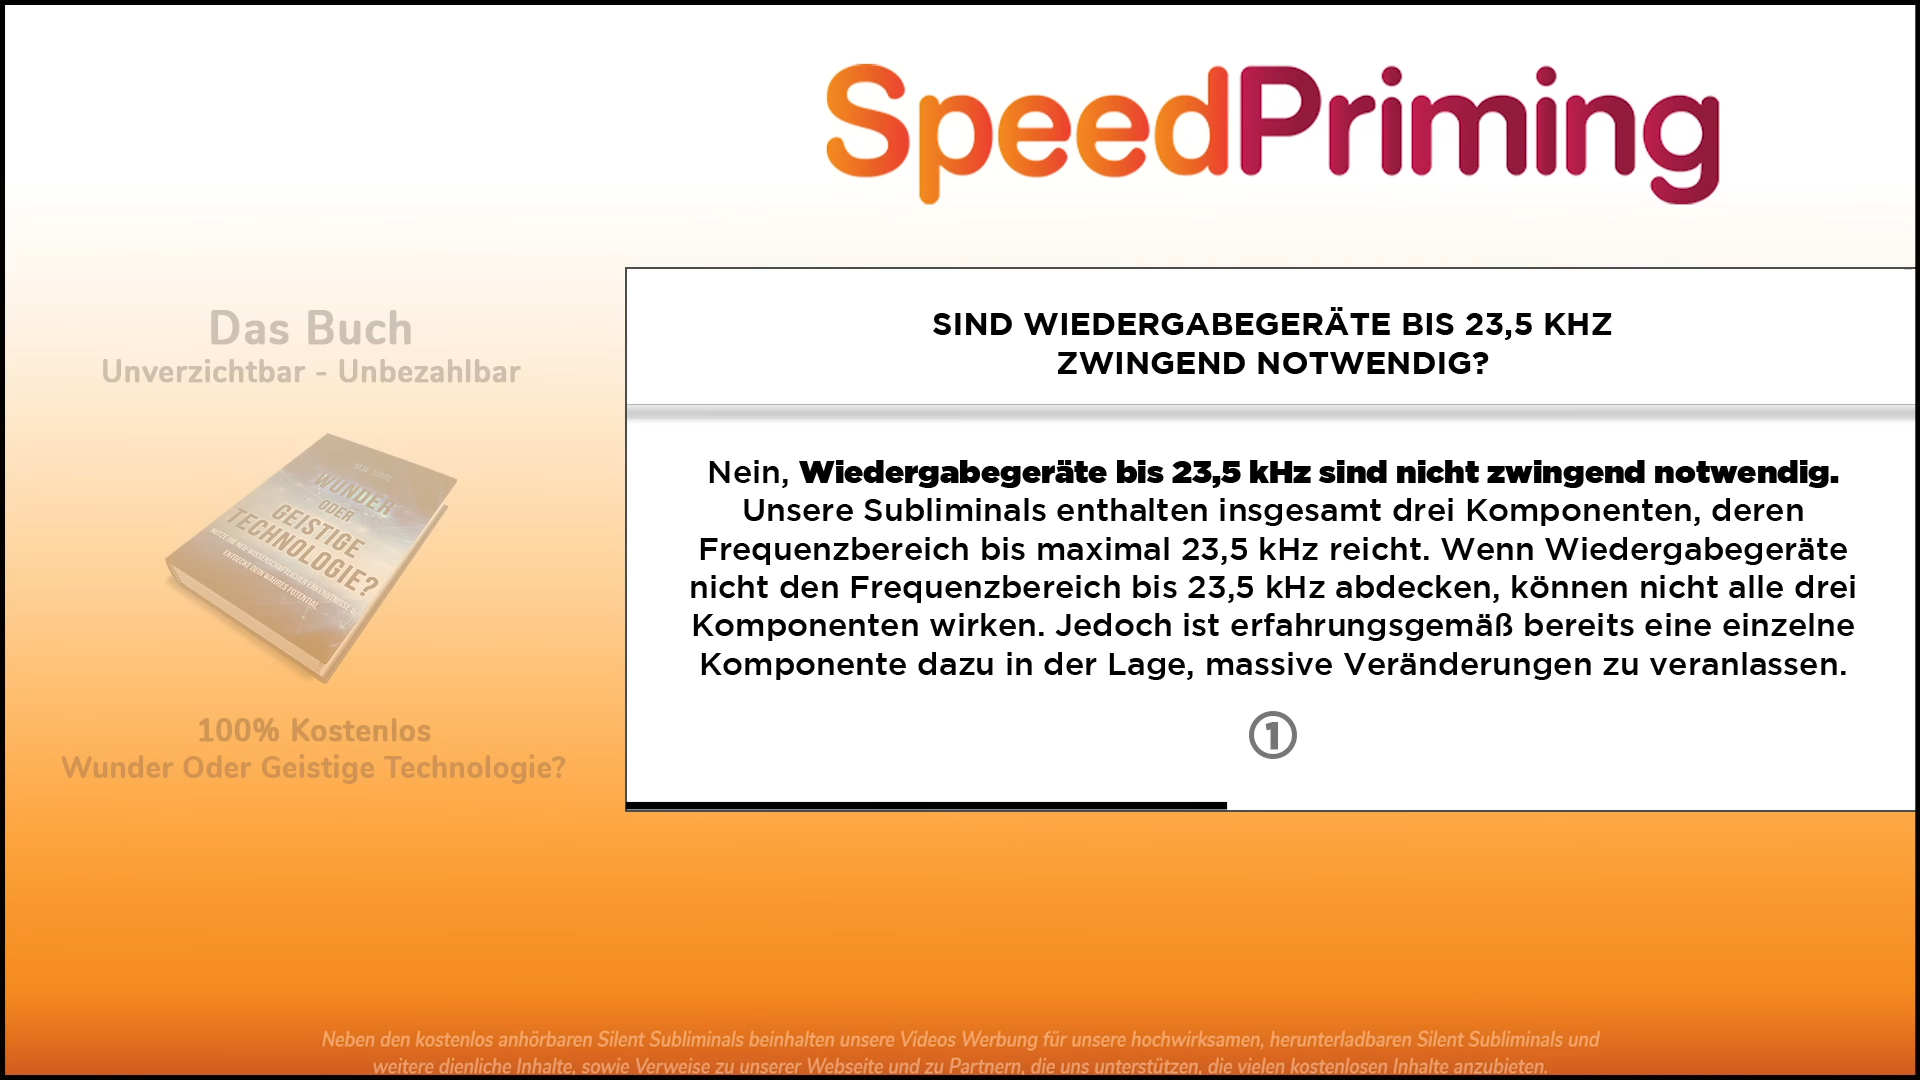 SpeedPriming
Das Buch
Unverzichtbar - Unbezahlbar
WUNDER
ODER
GEISTIGE
TECHNOLOGIE?
ENTDECKE DEIN WAHRES POTENTIAL
100% Kostenlos
Wunder Oder Geistige Technologie?
SIND WIEDERGABEGERÄTE BIS 23,5 KHZ
ZWINGEND NOTWENDIG?
Nein, Wiedergabegeräte bis 23,5 kHz sind nicht zwingend notwendig.
Unsere Subliminals enthalten insgesamt drei Komponenten, deren
Frequenzbereich bis maximal 23,5 kHz reicht. Wenn Wiedergabegeräte
nicht den Frequenzbereich bis 23,5 kHz abdecken, können nicht alle drei
Komponenten wirken. Jedoch ist erfahrungsgemäß bereits eine einzelne
Komponente dazu in der Lage, massive Veränderungen zu veranlassen.
1
Neben den kostenlos anhörbaren Silent Subliminals beinhalten unsere Videos Werbung für unsere hochwirksamen, herunterladbaren Silent Subliminals und
weitere dienliche Inhalte, sowie Verweise zu unserer Webseite und zu Partnern, die uns unterstützen, die vielen kostenlosen Inhalte anzubieten.